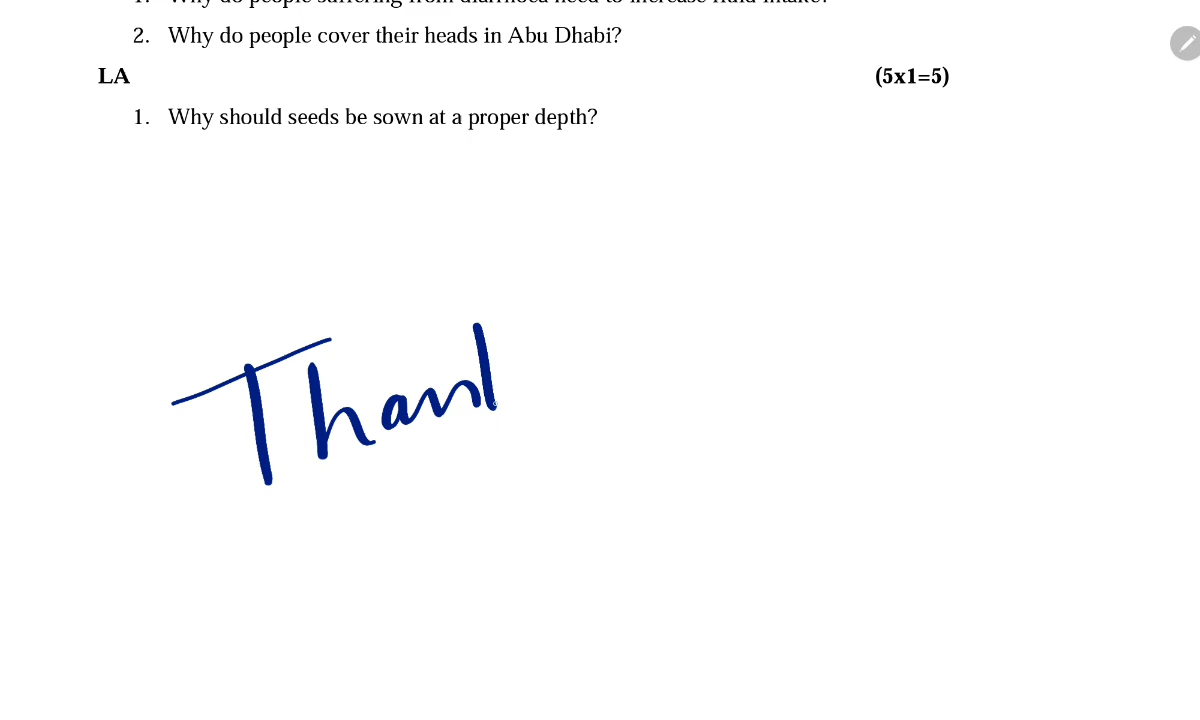 2. Why do people cover their heads in Abu Dhabi?
LA (5x1=5)
1. Why should seeds be sown at a proper depth?